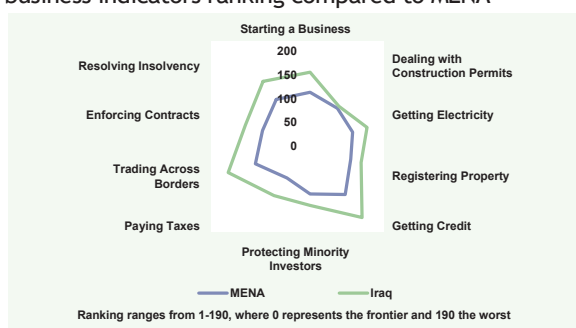 business indicators ranking compared to MENA
Starting a Business
200
150
100
50
0
Dealing with
Construction Permits
Getting Electricity
Registering Property
Getting Credit
Protecting Minority
Investors
Paying Taxes
Trading Across
Borders
Enforcing Contracts
Resolving Insolvency
MENA
Iraq
Ranking ranges from 1-190, where 0 represents the frontier and 190 the worst